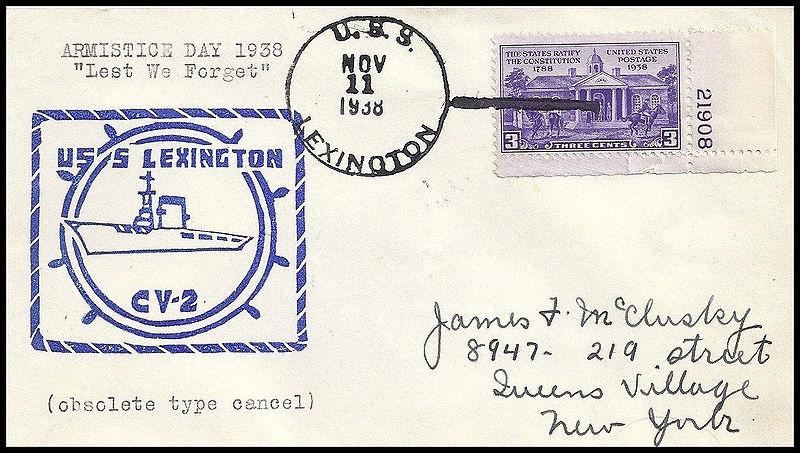 ARMISTICE DAY 1938
"Lest We Forget"
USS LEXINGTON
CV-2
(obsolete type cancel)
U.S.S.
NOV
11
1938
LEXINGTON
THE STATES RATIFY
THE CONSTITUTION
1788
UNITED STATES
POSTAGE
1938
3
THREE CENTS
3
21908
James F. McClusky
8947- 219 street
Queens Village
New York